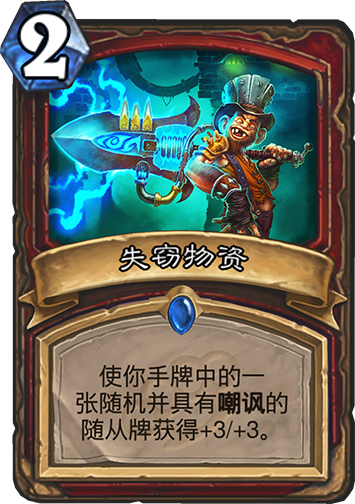 2
失窃物资
使你手牌中的一
张随机并具有嘲讽的
随从牌获得+3/+3。